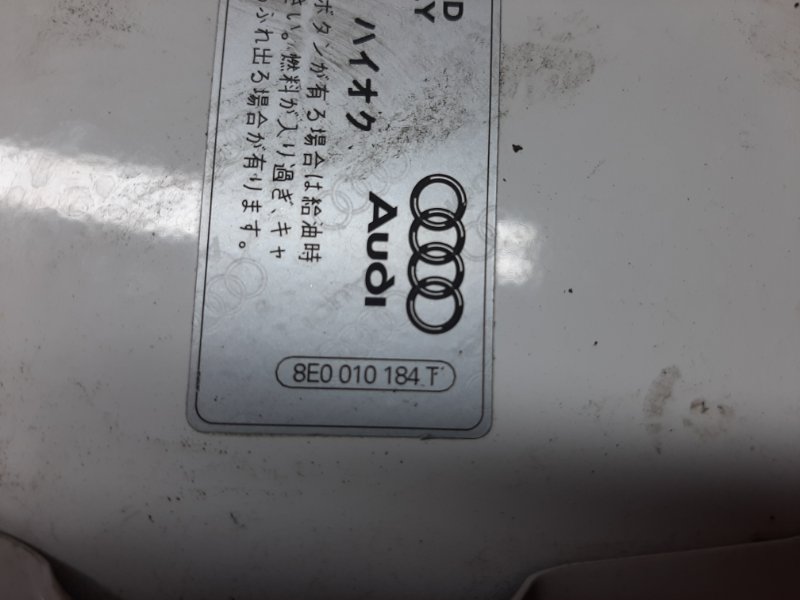 D
Y
ハイオク
ボタンが有る場合は給油時
さい。燃料が入り過ぎ、キャ
ふれ出る場合が有ります。
Audi
8E0 010 184 T